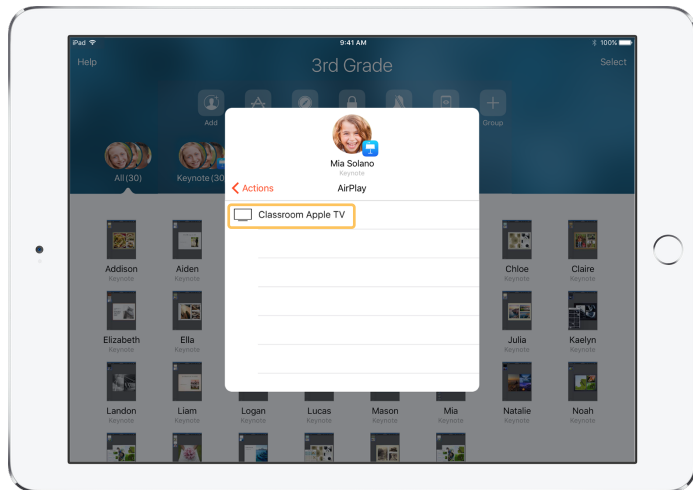 iPad
9:41 AM
100%
Help
3rd Grade
Select
Add
Group
All (30)
Keynote (30
Mia Solano
Keynote
Actions
AirPlay
Classroom Apple TV
Addison
Keynote
Aiden
Keynote
Chloe
Keynote
Claire
Keynote
Elizabeth
Keynote
Ella
Keynote
Julia
Keynote
Kaelyn
Keynote
Landon
Keynote
Liam
Keynote
Logan
Keynote
Lucas
Keynote
Mason
Keynote
Mia
Keynote
Natalie
Keynote
Noah
Keynote